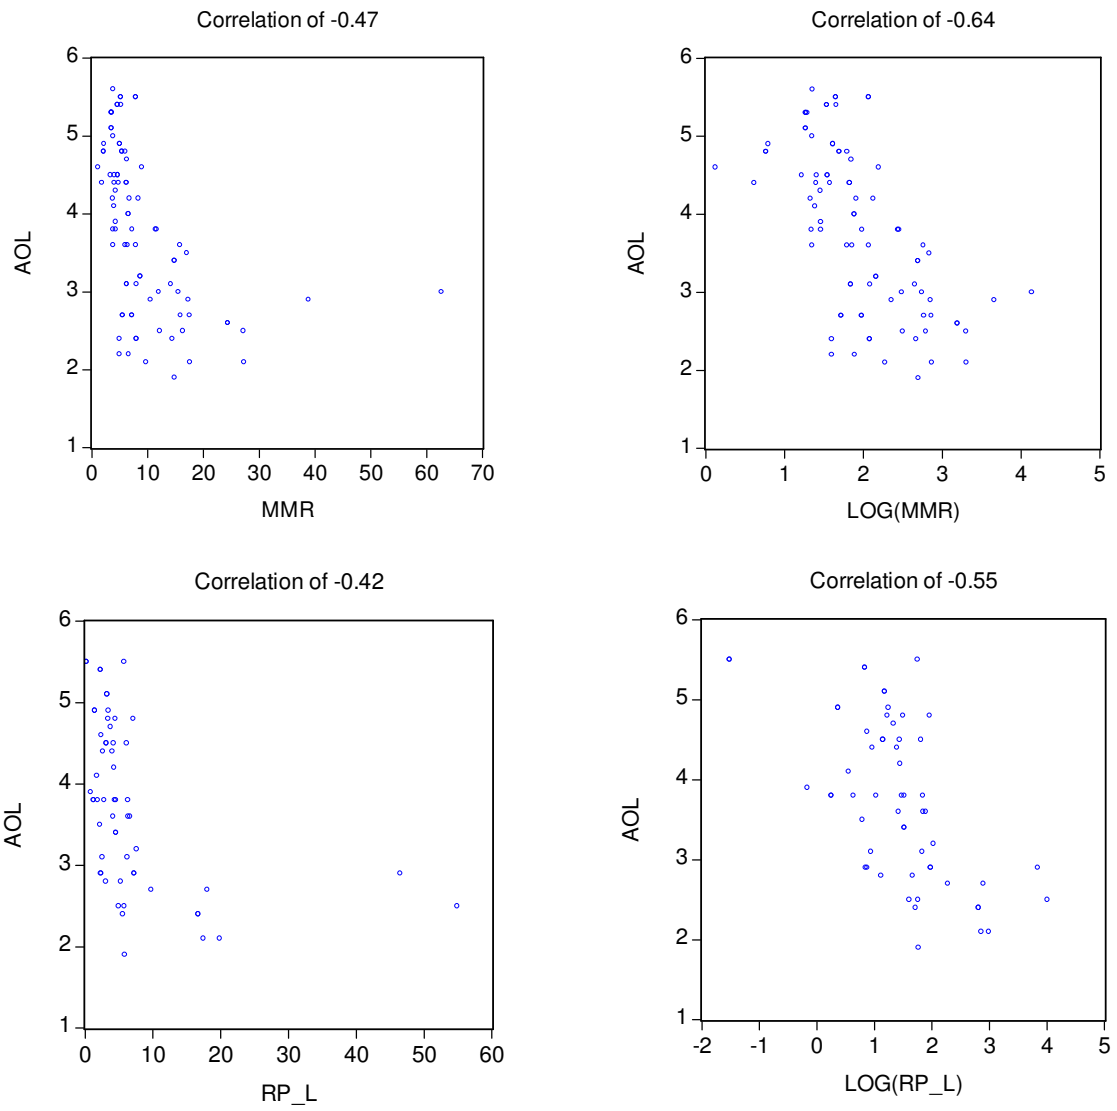 Correlation of -0.47
6
5
4
3
2
1
AOL
0 10 20 30 40 50 60 70
MMR
Correlation of -0.64
6
5
4
3
2
1
AOL
0 1 2 3 4 5
LOG(MMR)
Correlation of -0.42
6
5
4
3
2
1
AOL
0 10 20 30 40 50 60
RP_L
Correlation of -0.55
6
5
4
3
2
1
AOL
-2 -1 0 1 2 3 4 5
LOG(RP_L)